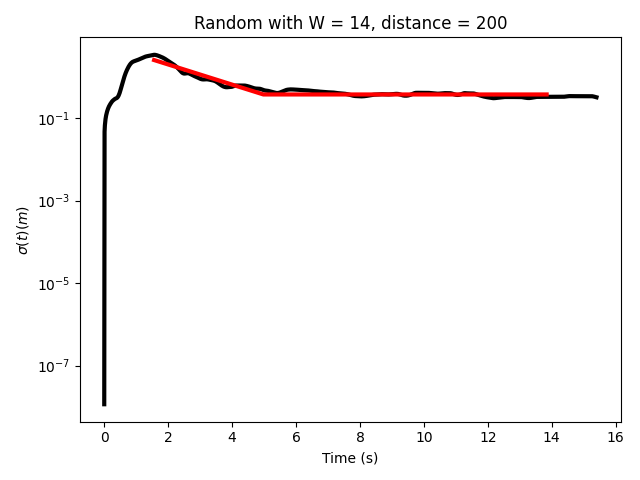 Random with W = 14, distance = 200
σ(t)(m)
10⁻¹
10⁻³
10⁻⁵
10⁻⁷
0 2 4 6 8 10 12 14 16
Time (s)